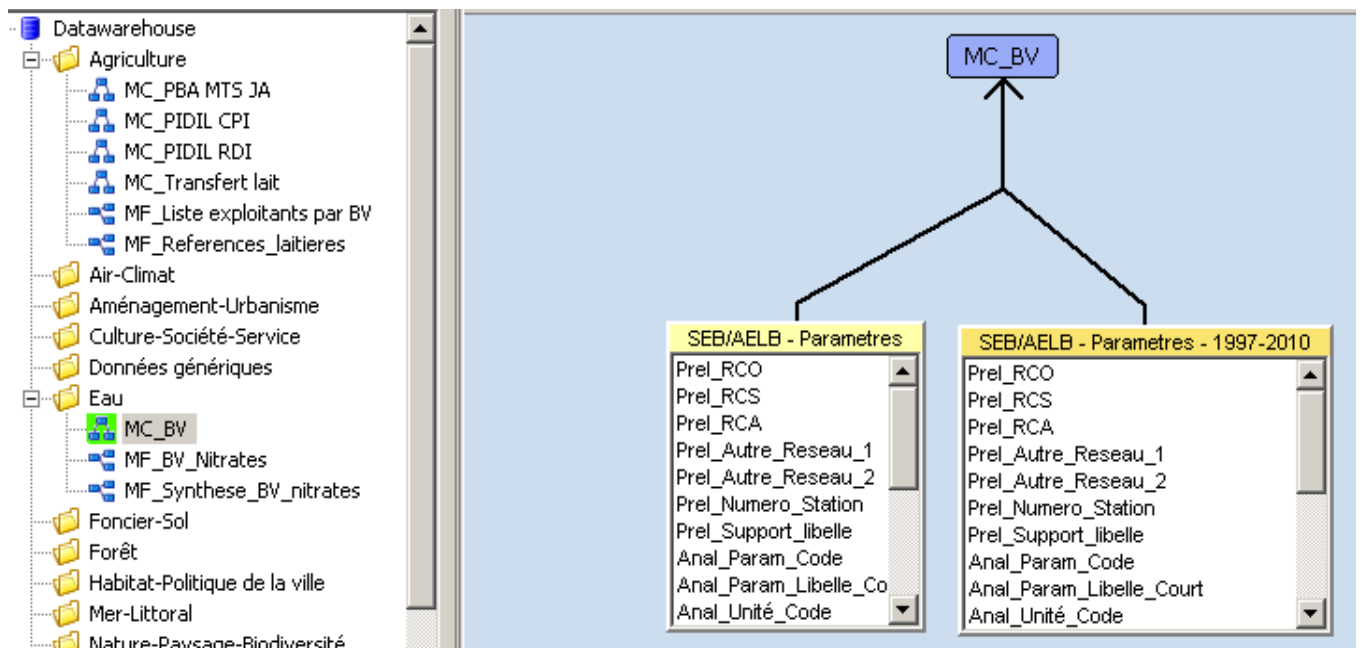 Datawarehouse
Agriculture
MC_PBA MTS JA
MC_PIDIL CPI
MC_PIDIL RDI
MC_Transfert lait
MF_Liste exploitants par BV
MF_References_laitieres
Air-Climat
Aménagement-Urbanisme
Culture-Société-Service
Données génériques
Eau
MC_BV
MF_BV_Nitrates
MF_Synthese_BV_nitrates
Foncier-Sol
Forêt
Habitat-Politique de la ville
Mer-Littoral
Nature-Paysage-Biodiversité
MC_BV
SEB/AELB - Parametres
Prel_RCO
Prel_RCS
Prel_RCA
Prel_Autre_Reseau_1
Prel_Autre_Reseau_2
Prel_Numero_Station
Prel_Support_libelle
Anal_Param_Code
Anal_Param_Libelle_Co
Anal_Unité_Code
SEB/AELB - Parametres - 1997-2010
Prel_RCO
Prel_RCS
Prel_RCA
Prel_Autre_Reseau_1
Prel_Autre_Reseau_2
Prel_Numero_Station
Prel_Support_libelle
Anal_Param_Code
Anal_Param_Libelle_Court
Anal_Unité_Code